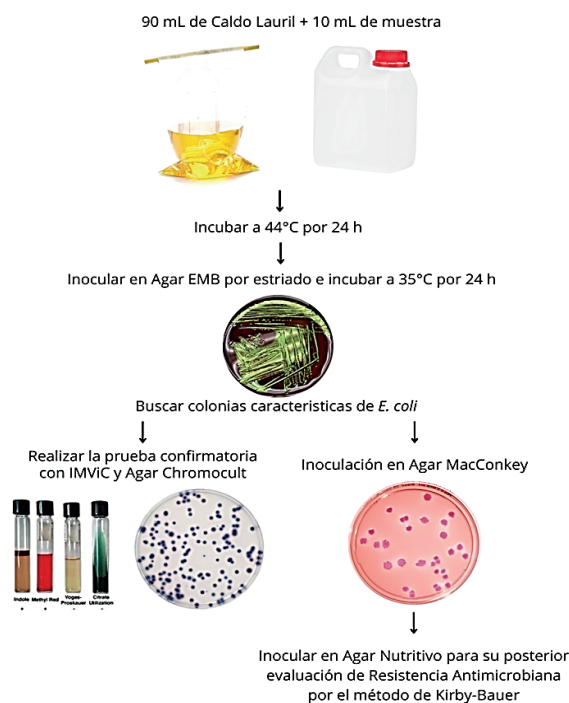 90 mL de Caldo Lauril + 10 mL de muestra
Incubar a 44°C por 24 h
Inocular en Agar EMB por estriado e incubar a 35°C por 24 h
Buscar colonias caracteristicas de E. coli
Realizar la prueba confirmatoria
con IMViC y Agar Chromocult
Inoculación en Agar MacConkey
Indole Methyl Red Voges-Proskauer Citrate Utilization
+ + - -
Inocular en Agar Nutritivo para su posterior
evaluación de Resistencia Antimicrobiana
por el método de Kirby-Bauer